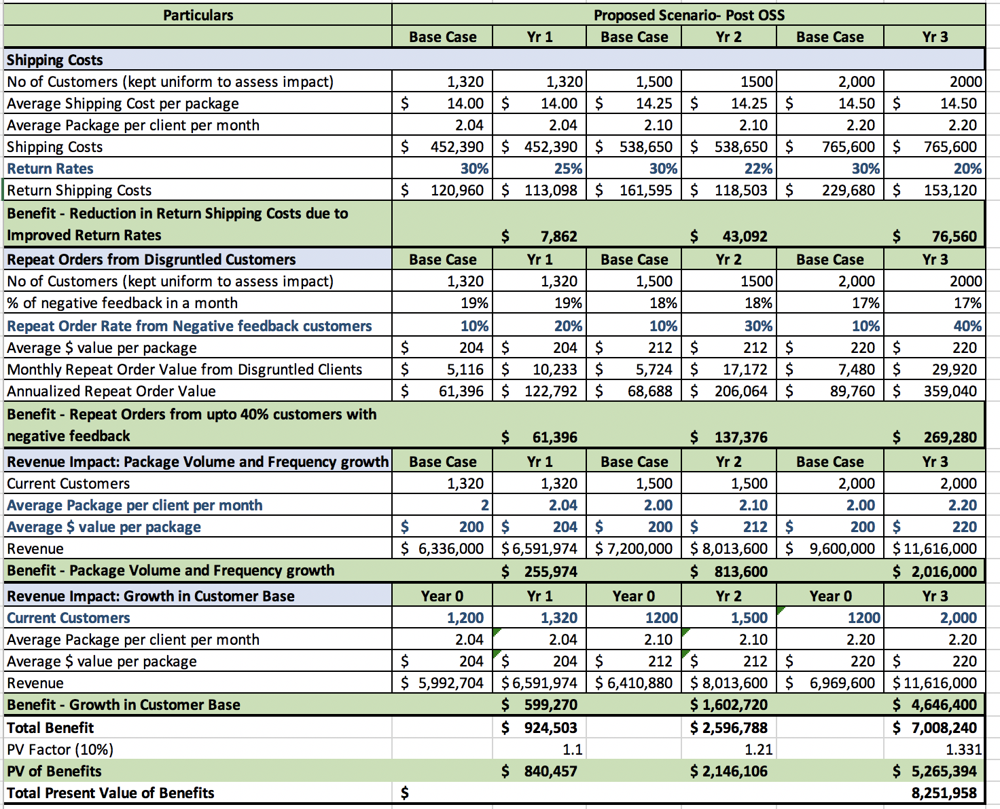 Particulars Proposed Scenario- Post OSS
Base Case Yr 1 Base Case Yr 2 Base Case Yr 3
Shipping Costs
No of Customers (kept uniform to assess impact) 1,320 1,320 1,500 1500 2,000 2000
Average Shipping Cost per package $ 14.00 $ 14.00 $ 14.25 $ 14.25 $ 14.50 $ 14.50
Average Package per client per month 2.04 2.04 2.10 2.10 2.20 2.20
Shipping Costs $ 452,390 $ 452,390 $ 538,650 $ 538,650 $ 765,600 $ 765,600
Return Rates 30% 25% 30% 22% 30% 20%
Return Shipping Costs $ 120,960 $ 113,098 $ 161,595 $ 118,503 $ 229,680 $ 153,120
Benefit - Reduction in Return Shipping Costs due to
Improved Return Rates $ 7,862 $ 43,092 $ 76,560
Repeat Orders from Disgruntled Customers Base Case Yr 1 Base Case Yr 2 Base Case Yr 3
No of Customers (kept uniform to assess impact) 1,320 1,320 1,500 1500 2,000 2000
% of negative feedback in a month 19% 19% 18% 18% 17% 17%
Repeat Order Rate from Negative feedback customers 10% 20% 10% 30% 10% 40%
Average $ value per package $ 204 $ 204 $ 212 $ 212 $ 220 $ 220
Monthly Repeat Order Value from Disgruntled Clients $ 5,116 $ 10,233 $ 5,724 $ 17,172 $ 7,480 $ 29,920
Annualized Repeat Order Value $ 61,396 $ 122,792 $ 68,688 $ 206,064 $ 89,760 $ 359,040
Benefit - Repeat Orders from upto 40% customers with
negative feedback $ 61,396 $ 137,376 $ 269,280
Revenue Impact: Package Volume and Frequency growth Base Case Yr 1 Base Case Yr 2 Base Case Yr 3
Current Customers 1,320 1,320 1,500 1,500 2,000 2,000
Average Package per client per month 2 2.04 2.00 2.10 2.00 2.20
Average $ value per package $ 200 $ 204 $ 200 $ 212 $ 200 $ 220
Revenue $ 6,336,000 $ 6,591,974 $ 7,200,000 $ 8,013,600 $ 9,600,000 $ 11,616,000
Benefit - Package Volume and Frequency growth $ 255,974 $ 813,600 $ 2,016,000
Revenue Impact: Growth in Customer Base Year 0 Yr 1 Year 0 Yr 2 Year 0 Yr 3
Current Customers 1,200 1,320 1200 1,500 1200 2,000
Average Package per client per month 2.04 2.04 2.10 2.10 2.20 2.20
Average $ value per package $ 204 $ 204 $ 212 $ 212 $ 220 $ 220
Revenue $ 5,992,704 $ 6,591,974 $ 6,410,880 $ 8,013,600 $ 6,969,600 $ 11,616,000
Benefit - Growth in Customer Base $ 599,270 $ 1,602,720 $ 4,646,400
Total Benefit $ 924,503 $ 2,596,788 $ 7,008,240
PV Factor (10%) 1.1 1.21 1.331
PV of Benefits $ 840,457 $ 2,146,106 $ 5,265,394
Total Present Value of Benefits $ 8,251,958